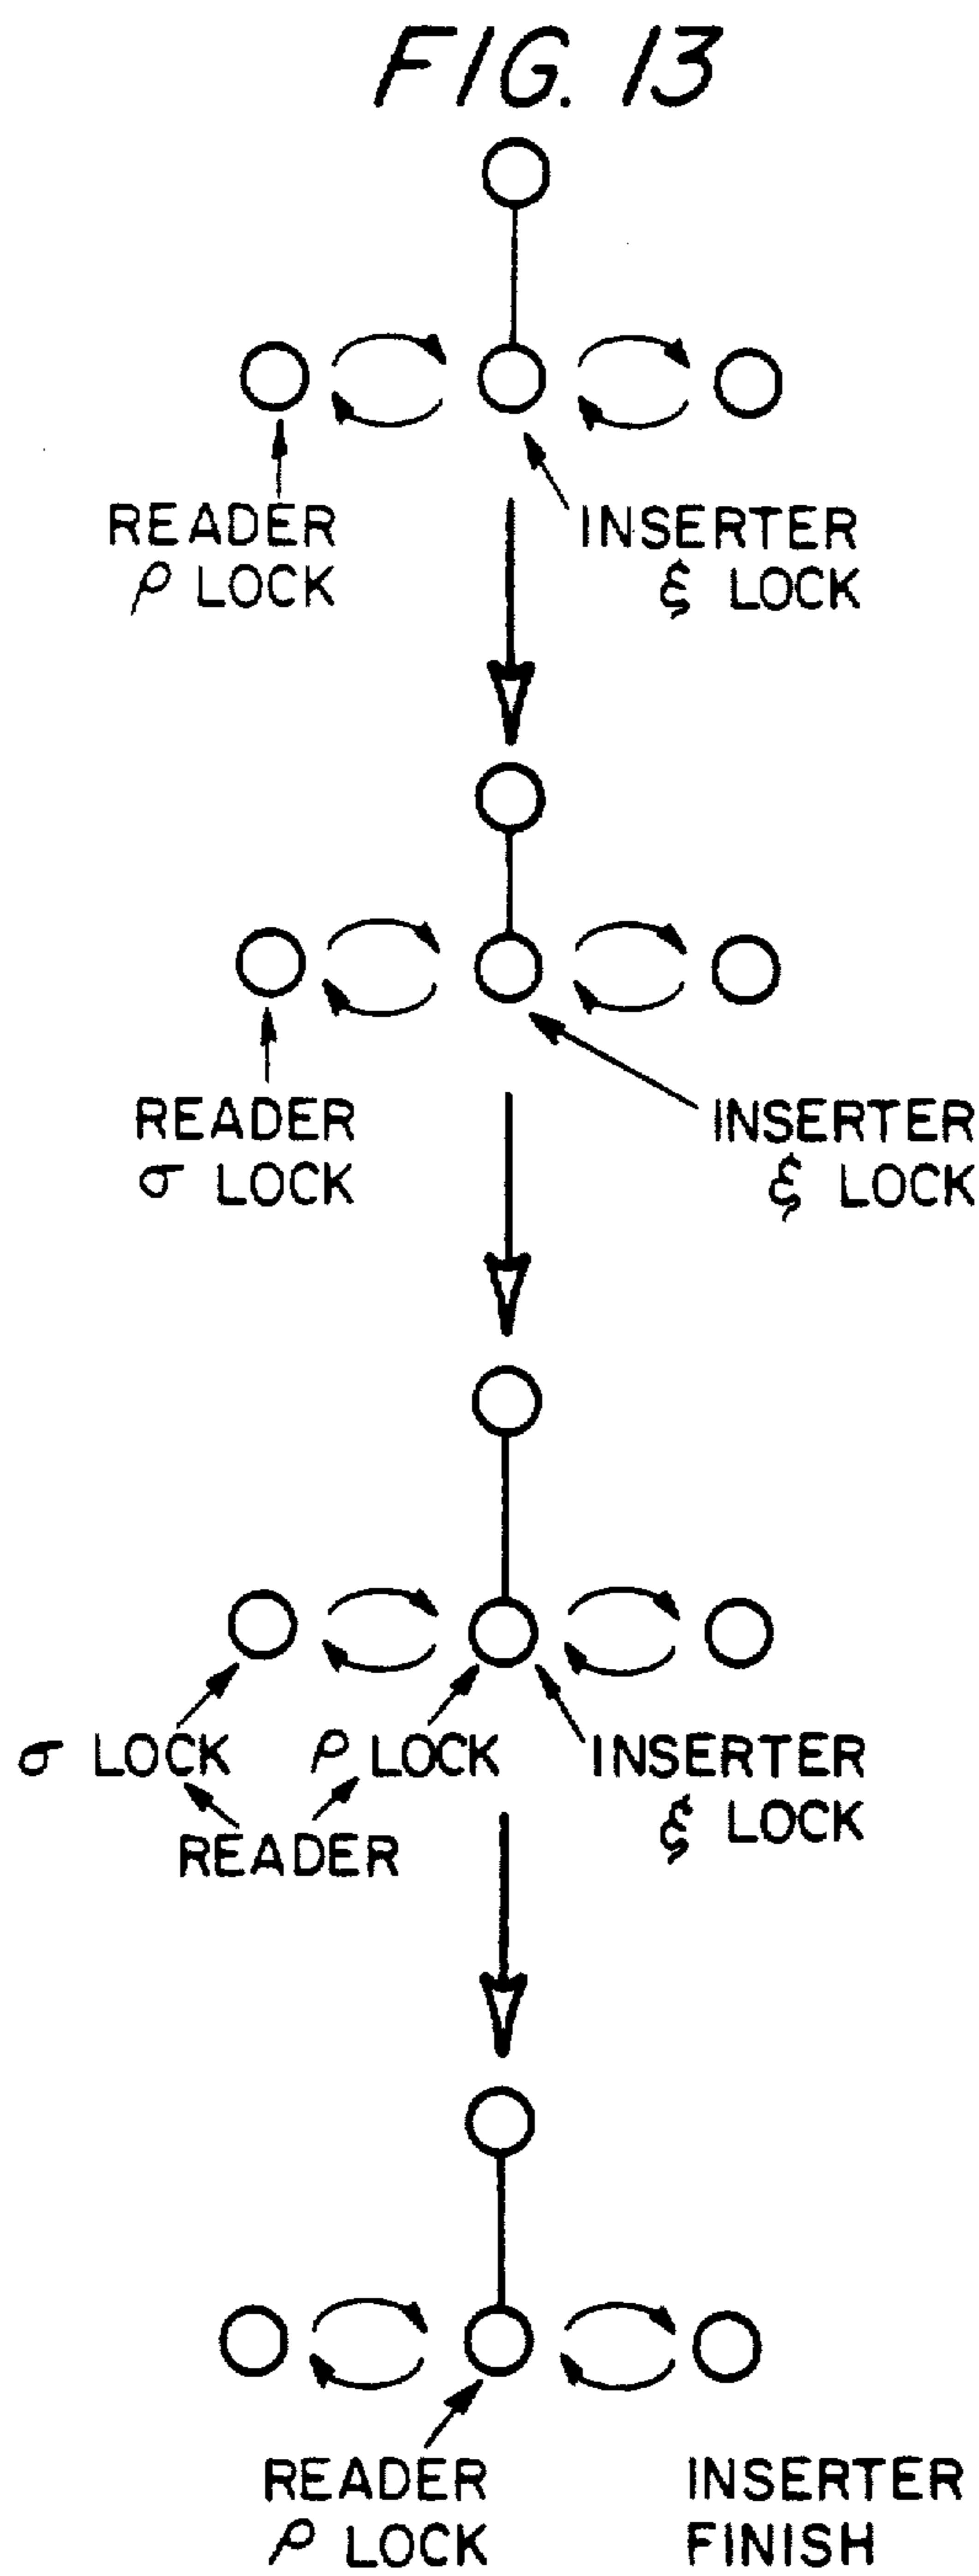 FIG. 13
READER
ρ LOCK
INSERTER
ξ LOCK
READER
σ LOCK
INSERTER
ξ LOCK
σ LOCK
ρ LOCK
READER
INSERTER
ξ LOCK
READER
ρ LOCK
INSERTER
FINISH